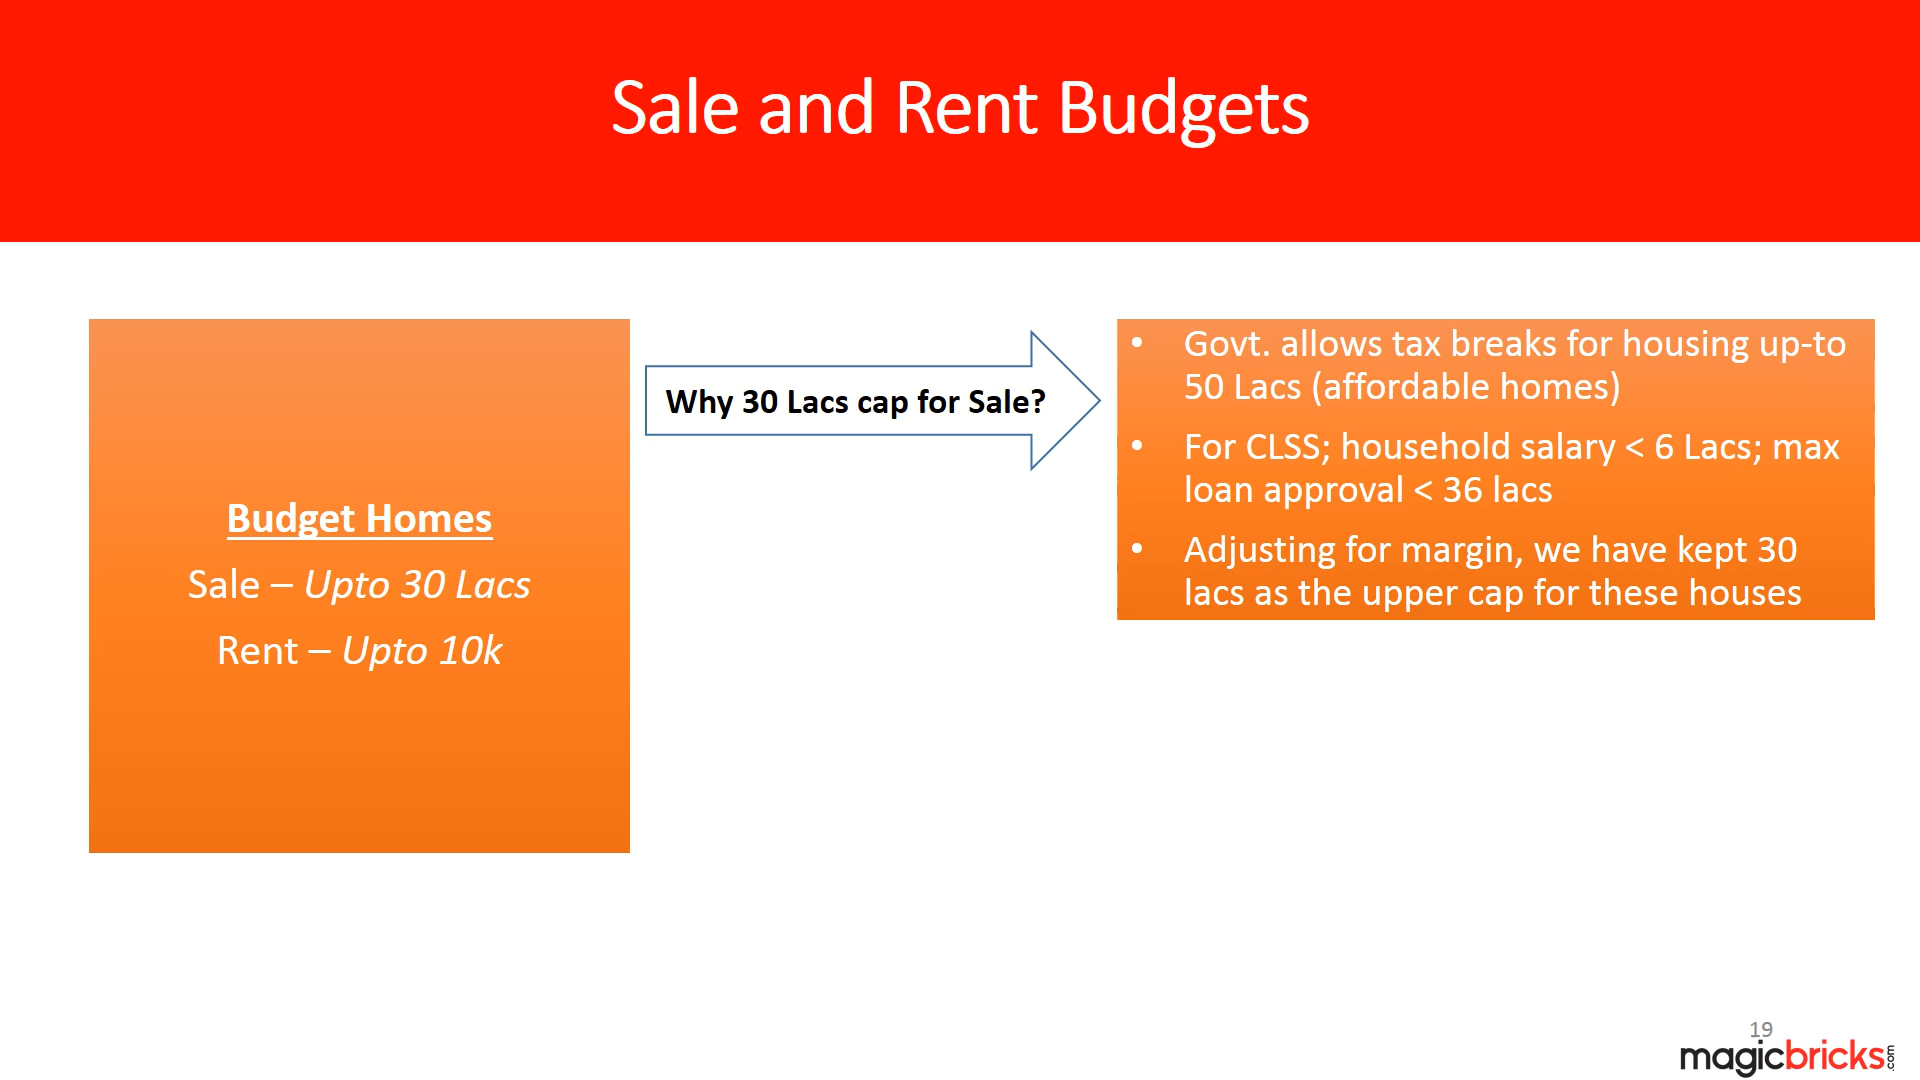 Sale and Rent Budgets
Budget Homes
Sale – Upto 30 Lacs
Rent – Upto 10k
Why 30 Lacs cap for Sale?
• Govt. allows tax breaks for housing up-to
50 Lacs (affordable homes)
• For CLSS; household salary < 6 Lacs; max
loan approval < 36 lacs
• Adjusting for margin, we have kept 30
lacs as the upper cap for these houses
19
magicbricks.com